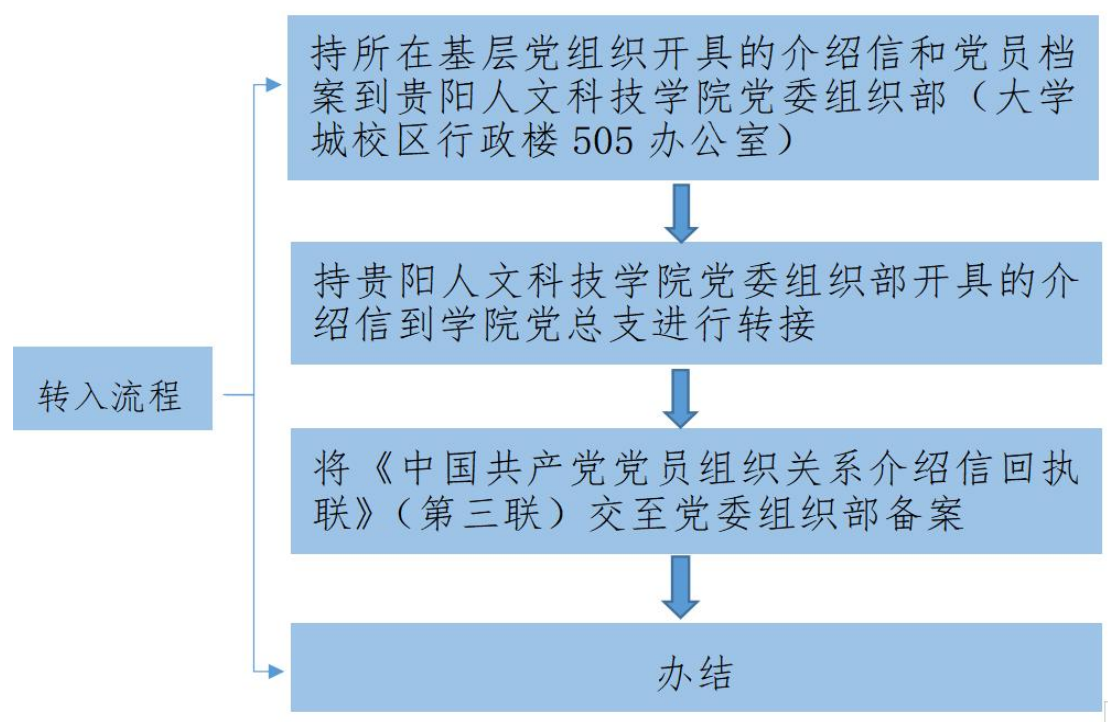 转入流程
持所在基层党组织开具的介绍信和党员档
案到贵阳人文科技学院党委组织部（大学
城校区行政楼 505 办公室）
持贵阳人文科技学院党委组织部开具的介
绍信到学院党总支进行转接
将《中国共产党党员组织关系介绍信回执
联》（第三联）交至党委组织部备案
办结